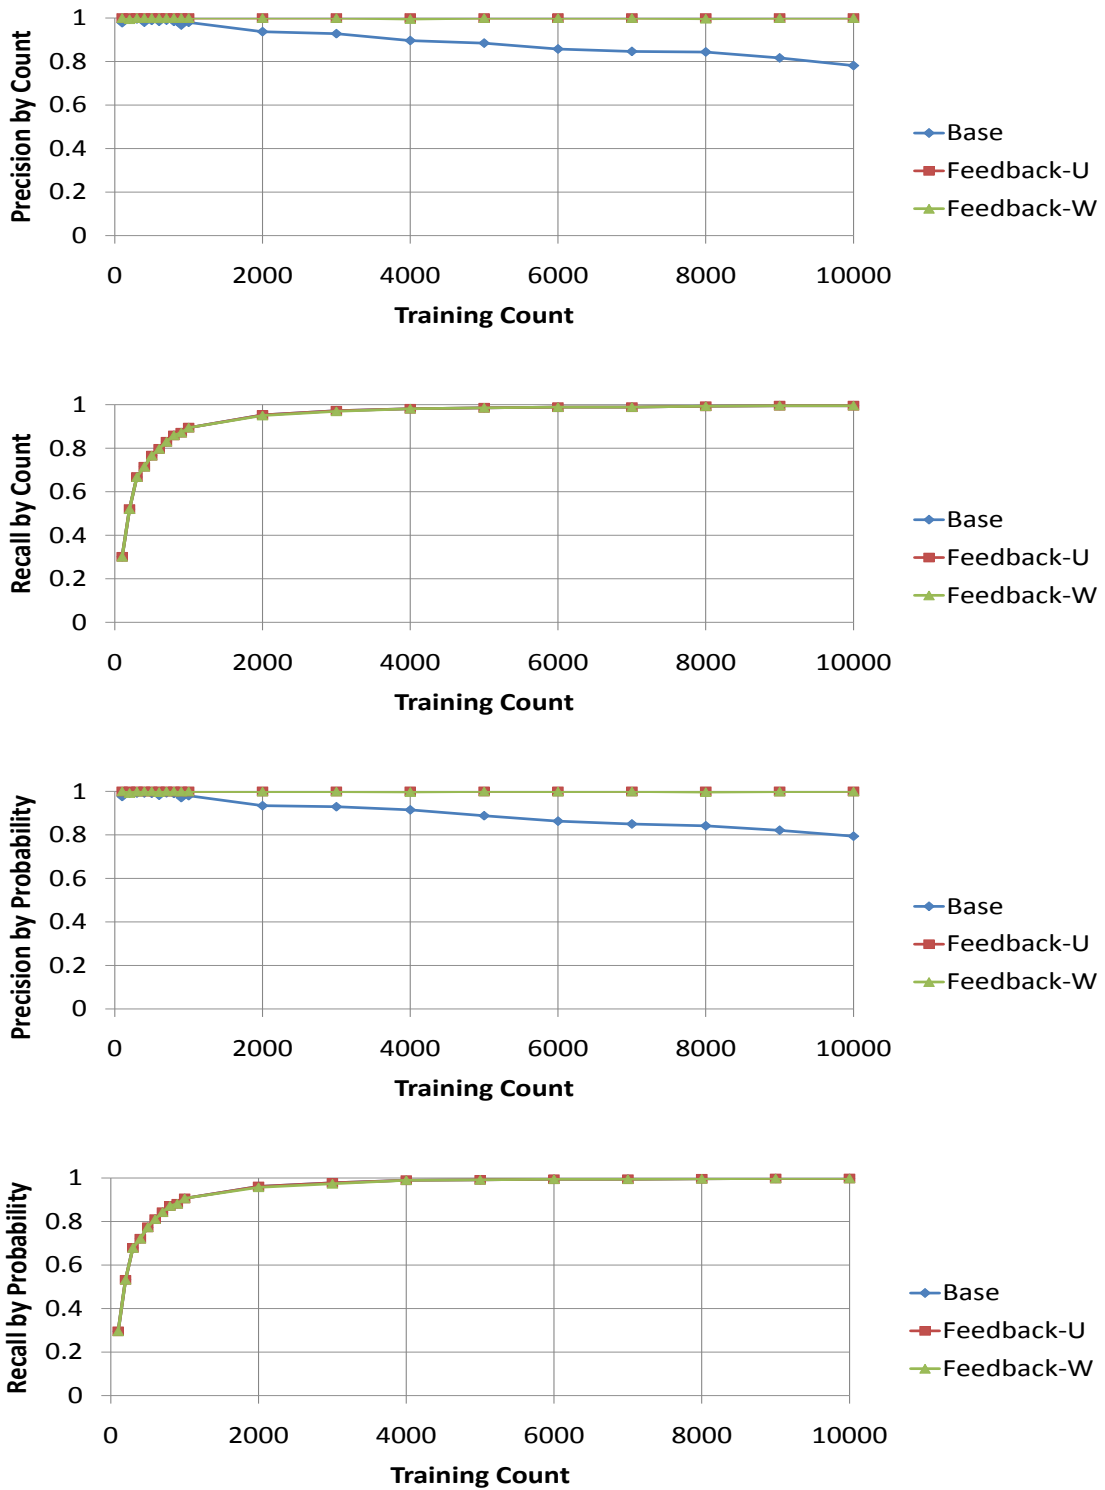 Precision by Count
1
0.8
0.6
0.4
0.2
0
0 2000 4000 6000 8000 10000
Training Count
Base
Feedback-U
Feedback-W
Recall by Count
1
0.8
0.6
0.4
0.2
0
0 2000 4000 6000 8000 10000
Training Count
Base
Feedback-U
Feedback-W
Precision by Probability
1
0.8
0.6
0.4
0.2
0
0 2000 4000 6000 8000 10000
Training Count
Base
Feedback-U
Feedback-W
Recall by Probability
1
0.8
0.6
0.4
0.2
0
0 2000 4000 6000 8000 10000
Training Count
Base
Feedback-U
Feedback-W